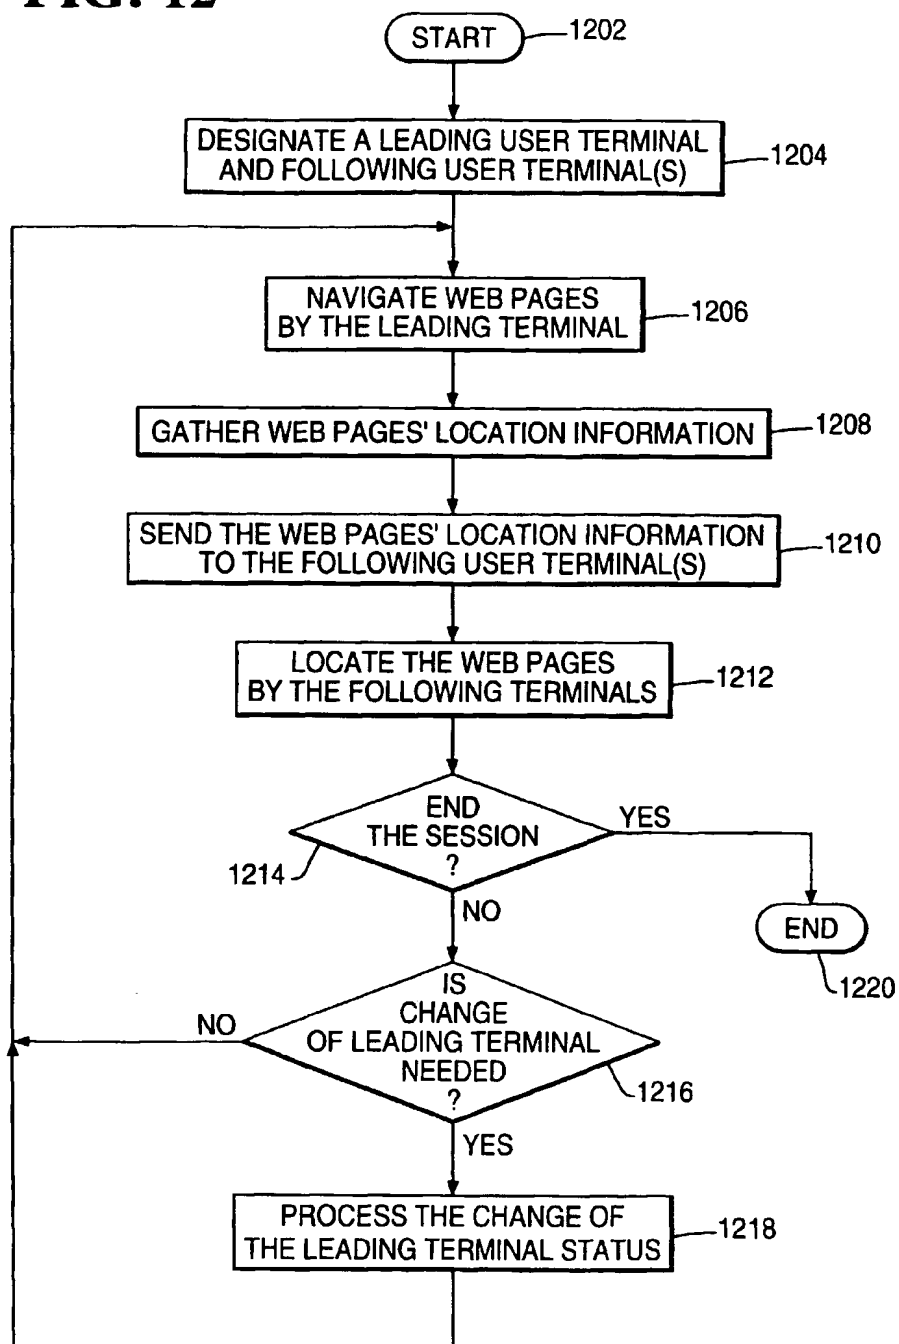 FIG. 12
START
1202
DESIGNATE A LEADING USER TERMINAL
AND FOLLOWING USER TERMINAL(S)
1204
NAVIGATE WEB PAGES
BY THE LEADING TERMINAL
1206
GATHER WEB PAGES' LOCATION INFORMATION
1208
SEND THE WEB PAGES' LOCATION INFORMATION
TO THE FOLLOWING USER TERMINAL(S)
1210
LOCATE THE WEB PAGES
BY THE FOLLOWING TERMINALS
1212
END
THE SESSION
?
YES
1214
NO
END
1220
IS
CHANGE
OF LEADING TERMINAL
NEEDED
?
NO
1216
YES
PROCESS THE CHANGE OF
THE LEADING TERMINAL STATUS
1218